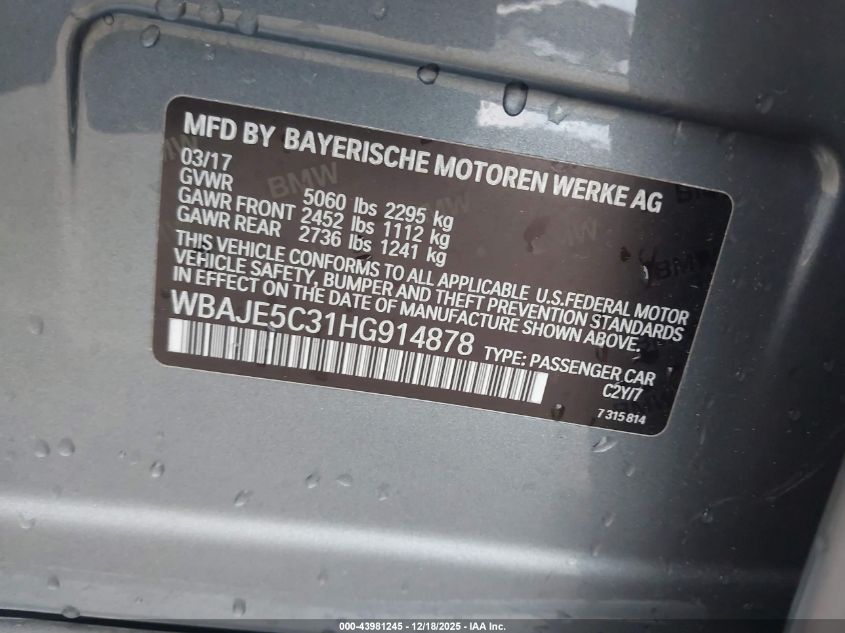 MFD BY BAYERISCHE MOTOREN WERKE AG
03/17
GVWR 5060 lbs 2295 kg
GAWR FRONT 2452 lbs 1112 kg
GAWR REAR 2736 lbs 1241 kg
THIS VEHICLE CONFORMS TO ALL APPLICABLE U.S.FEDERAL MOTOR
VEHICLE SAFETY, BUMPER AND THEFT PREVENTION STANDARDS
IN EFFECT ON THE DATE OF MANUFACTURE SHOWN ABOVE.
WBAJE5C31HG914878 TYPE: PASSENGER CAR
C2Y/7
7 315 814
000-43981245 - 12/18/2025 - IAA Inc.